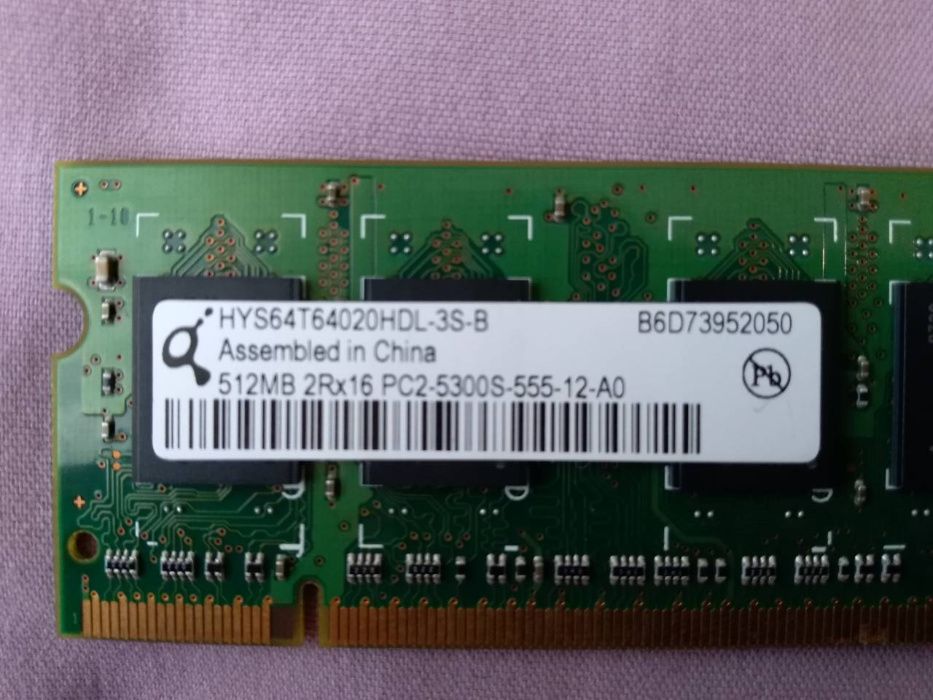 1-10
HYS64T64020HDL-3S-B B6D73952050
Assembled in China
512MB 2Rx16 PC2-5300S-555-12-A0
Pb
D D D